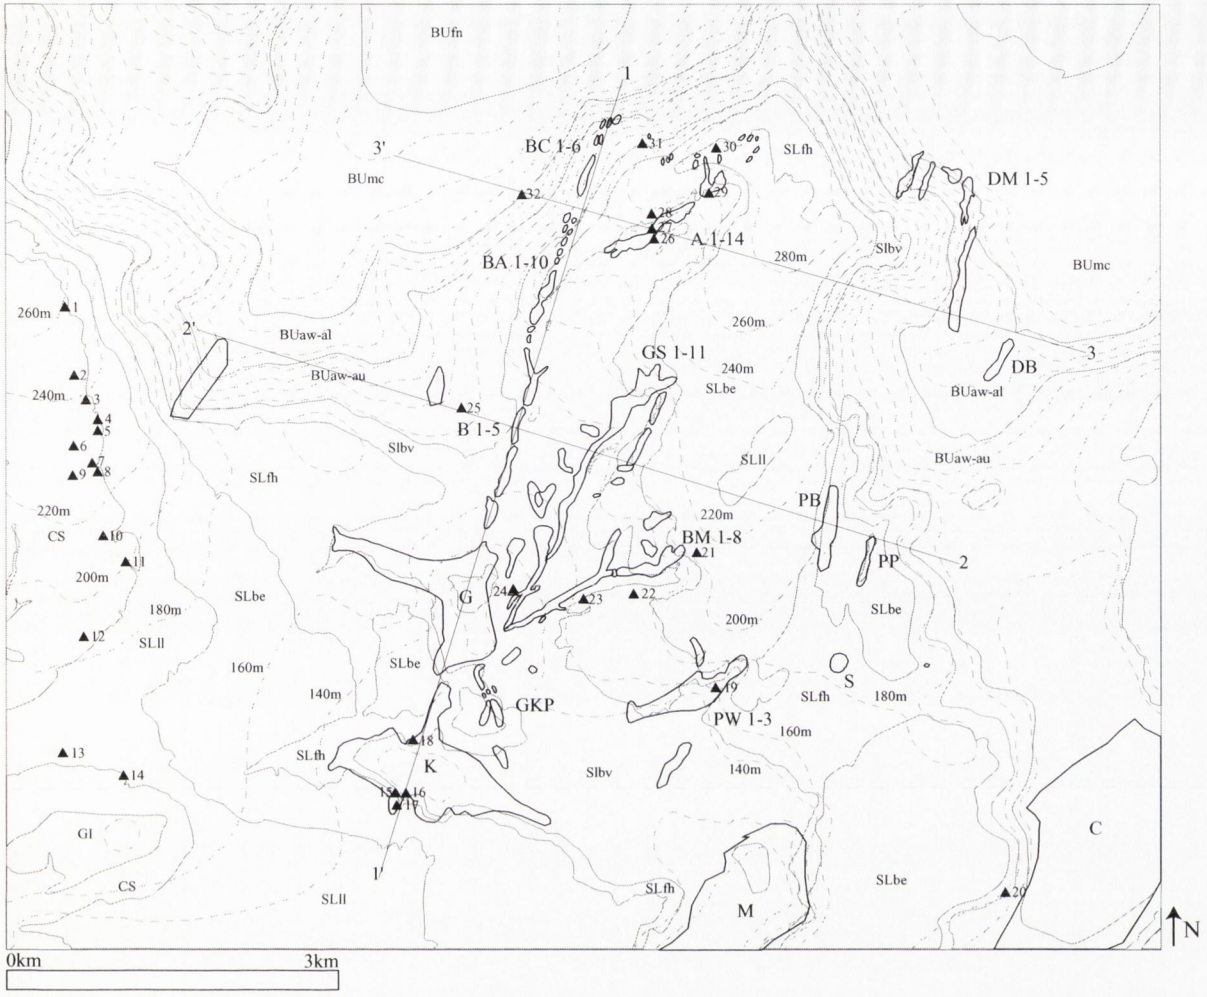 BUfn
1
BC 1-6
31
30
SLfh
3'
BUmc
32
29
DM 1-5
28
27
26
A 1-14
SIbv
280m
BUmc
BA 1-10
1
260m
2'
BUaw-al
260m
3
GS 1-11
DB
2
BUaw-au
240m
SLbe
BUaw-al
240m
3
25
4
B 1-5
5
6
SIbv
SLll
BUaw-au
7
9
8
SLfh
PB
220m
220m
10
CS
BM 1-8
21
PP
2
11
200m
24
G
23
22
SLbe
SLbe
180m
200m
12
SLll
160m
SLbe
S
140m
GKP
19
SLfh
180m
PW 1-3
160m
18
13
SLfh
K
SIbv
140m
14
15
16
17
GI
C
1'
CS
SLll
SLfh
SLbe
20
M
N
0km
3km